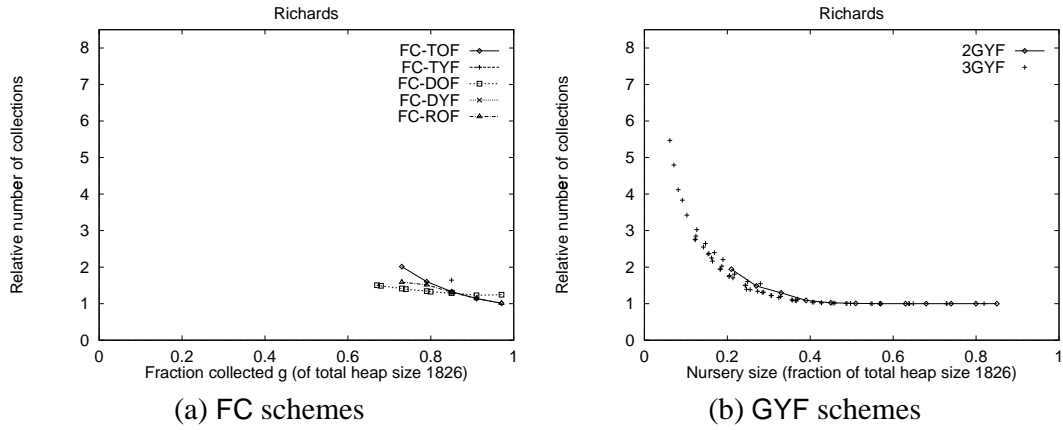 Richards
Relative number of collections
8
7
6
5
4
3
2
1
0
FC-TOF
FC-TYF
FC-DOF
FC-DYF
FC-ROF
0 0.2 0.4 0.6 0.8 1
Fraction collected g (of total heap size 1826)
(a) FC schemes
Richards
Relative number of collections
8
7
6
5
4
3
2
1
0
2GYF
3GYF
0 0.2 0.4 0.6 0.8 1
Nursery size (fraction of total heap size 1826)
(b) GYF schemes